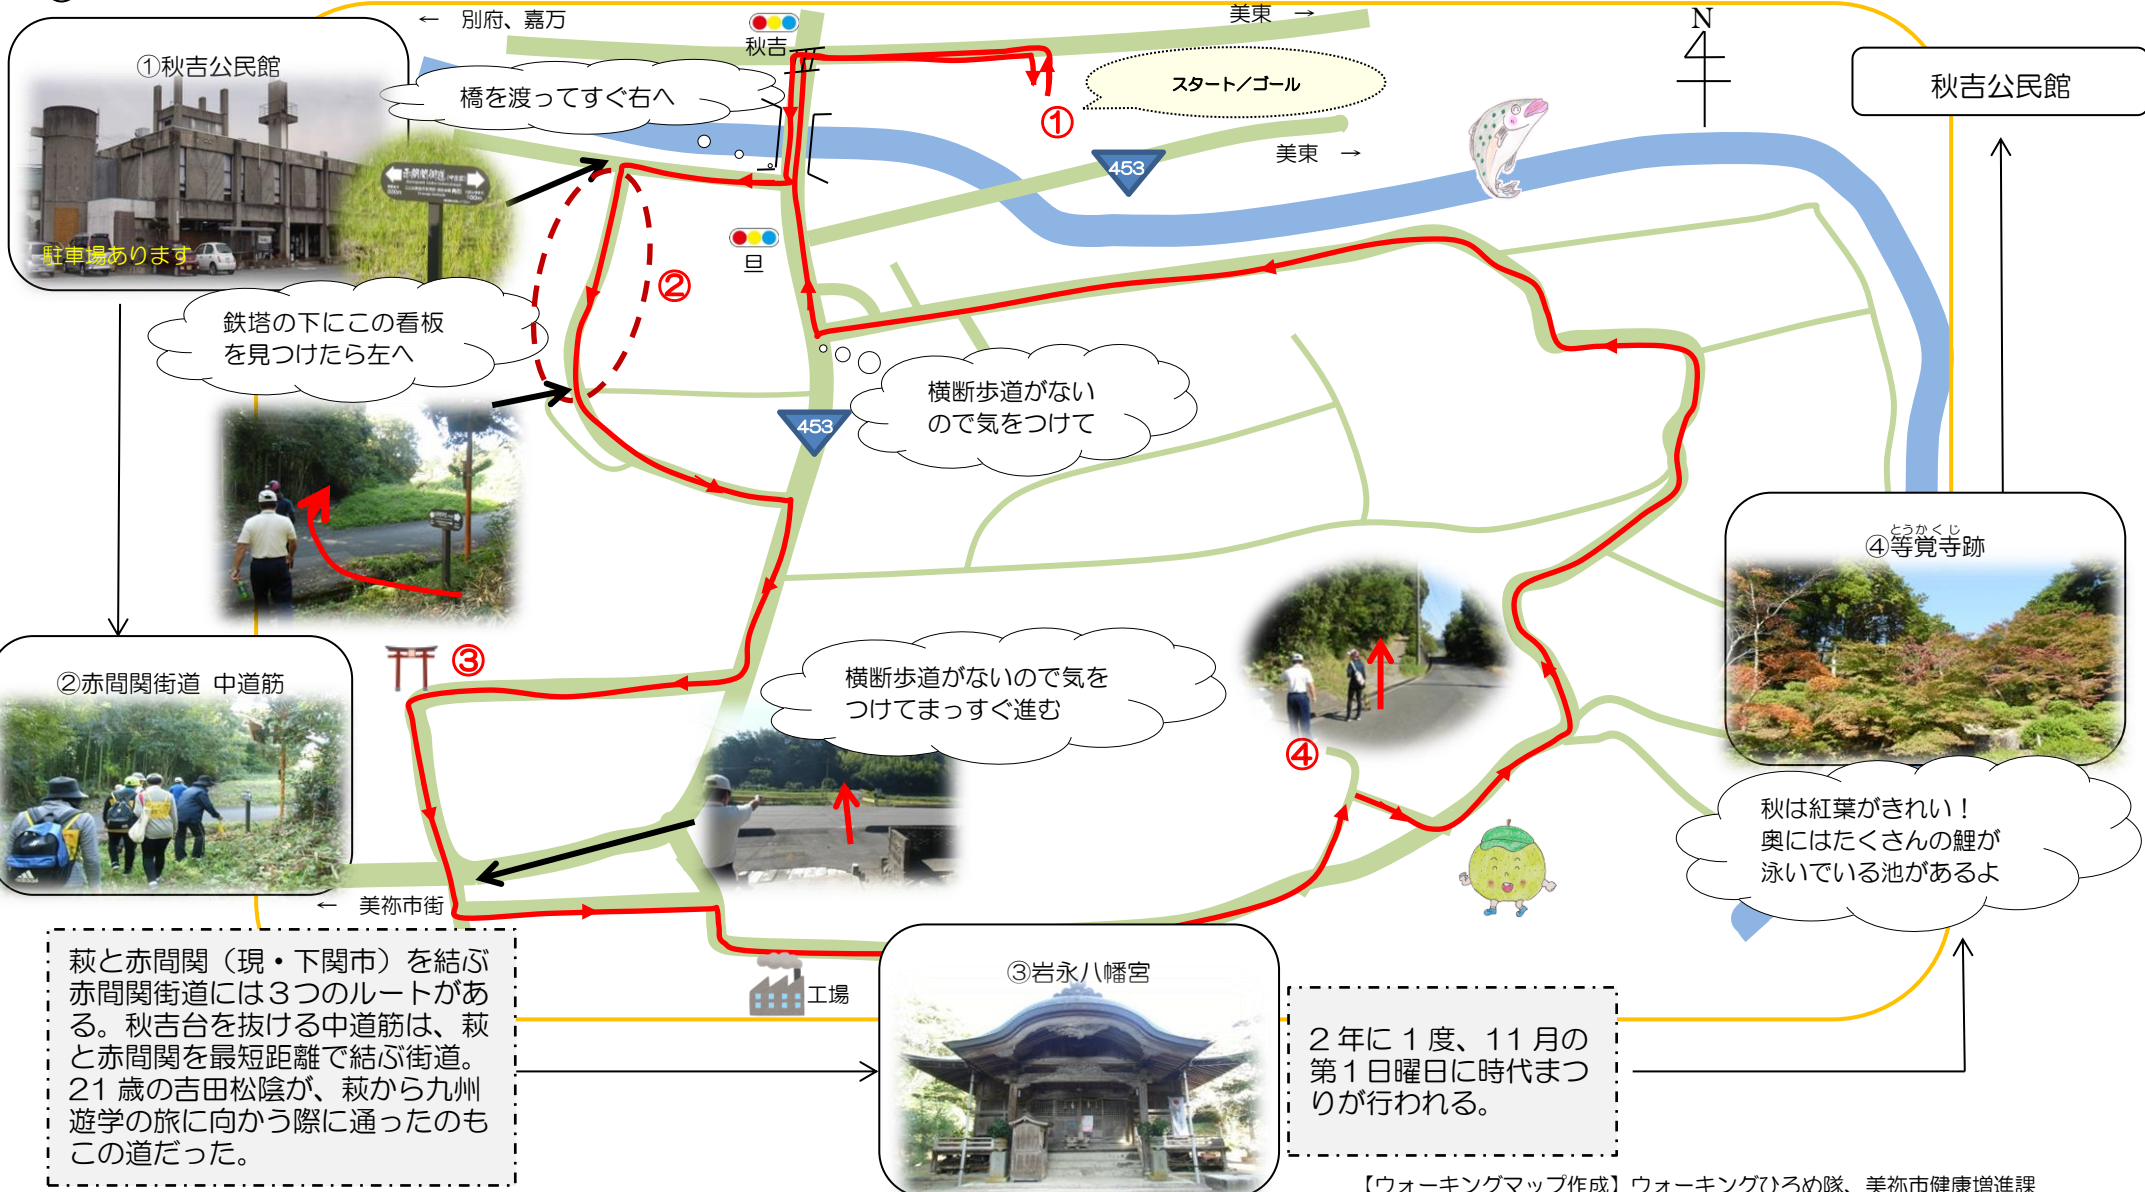 ← 別府、嘉万
秋吉
美東 →
N
①秋吉公民館
駐車場あります
橋を渡ってすぐ右へ
スタート/ゴール
①
秋吉公民館
美東 →
453
赤間関街道
旦
②
鉄塔の下にこの看板
を見つけたら左へ
横断歩道がない
ので気をつけて
453
とうかくじ
④等覚寺跡
③
②赤間関街道 中道筋
横断歩道がないので気を
つけてまっすぐ進む
④
秋は紅葉がきれい!
奥にはたくさんの鯉が
泳いでいる池があるよ
← 美祢市街
萩と赤間関(現・下関市)を結ぶ
赤間関街道には3つのルートがあ
る。秋吉台を抜ける中道筋は、萩
と赤間関を最短距離で結ぶ街道。
21 歳の吉田松陰が、萩から九州
遊学の旅に向かう際に通ったのも
この道だった。
工場
③岩永八幡宮
2 年に 1 度、11 月の
第1日曜日に時代まつ
りが行われる。
【ウォーキングマップ作成】ウォーキングひろめ隊、美祢市健康増進課